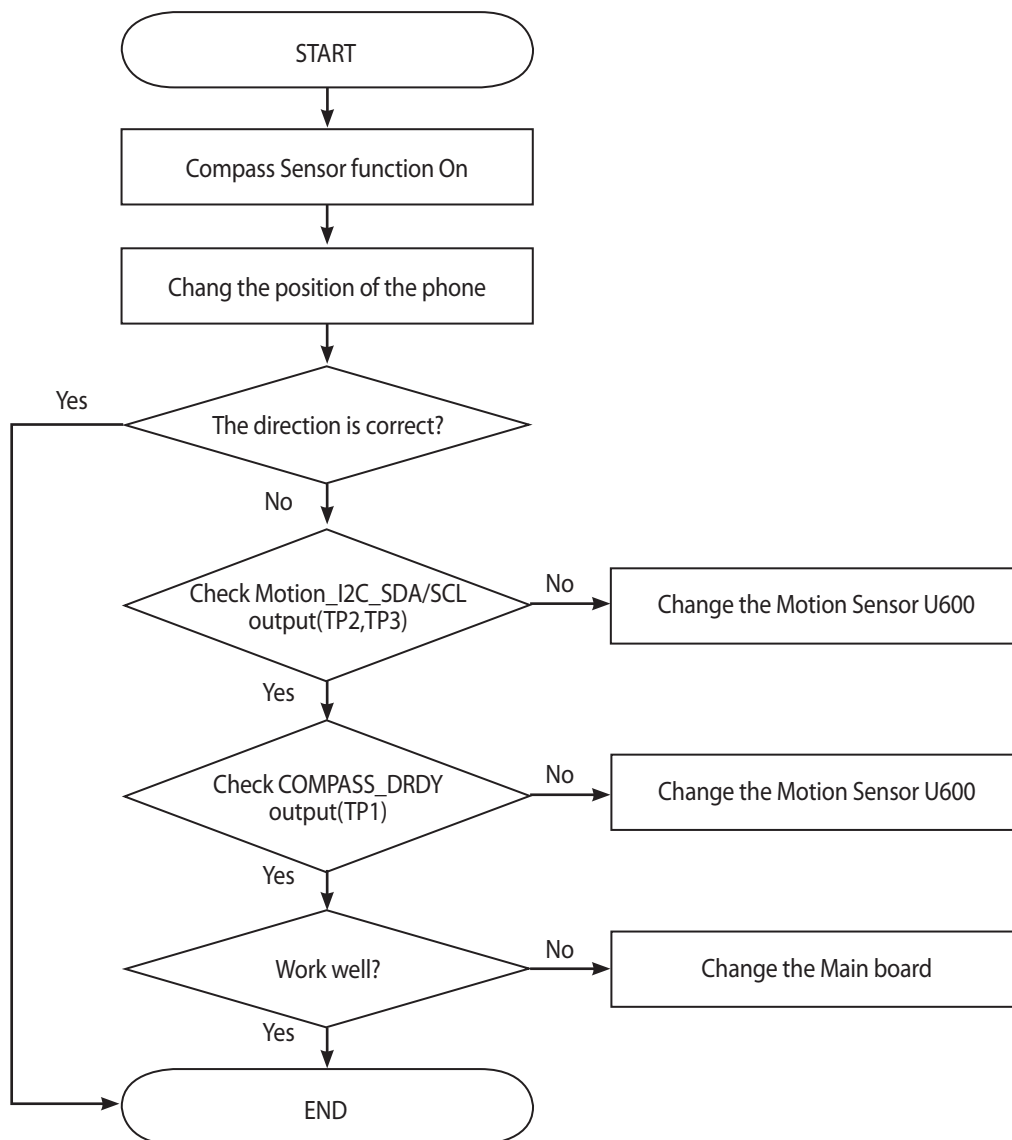 START
Compass Sensor function On
Chang the position of the phone
Yes
The direction is correct?
No
Check Motion_I2C_SDA/SCL
output(TP2,TP3)
No
Change the Motion Sensor U600
Yes
Check COMPASS_DRDY
output(TP1)
No
Change the Motion Sensor U600
Yes
Work well?
No
Change the Main board
Yes
END